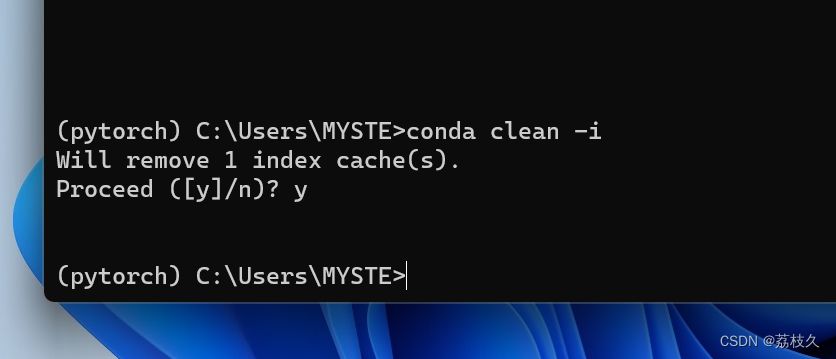 (pytorch) C:\Users\MYSTE>conda clean -i
Will remove 1 index cache(s).
Proceed ([y]/n)? y
(pytorch) C:\Users\MYSTE>
CSDN @荔枝久